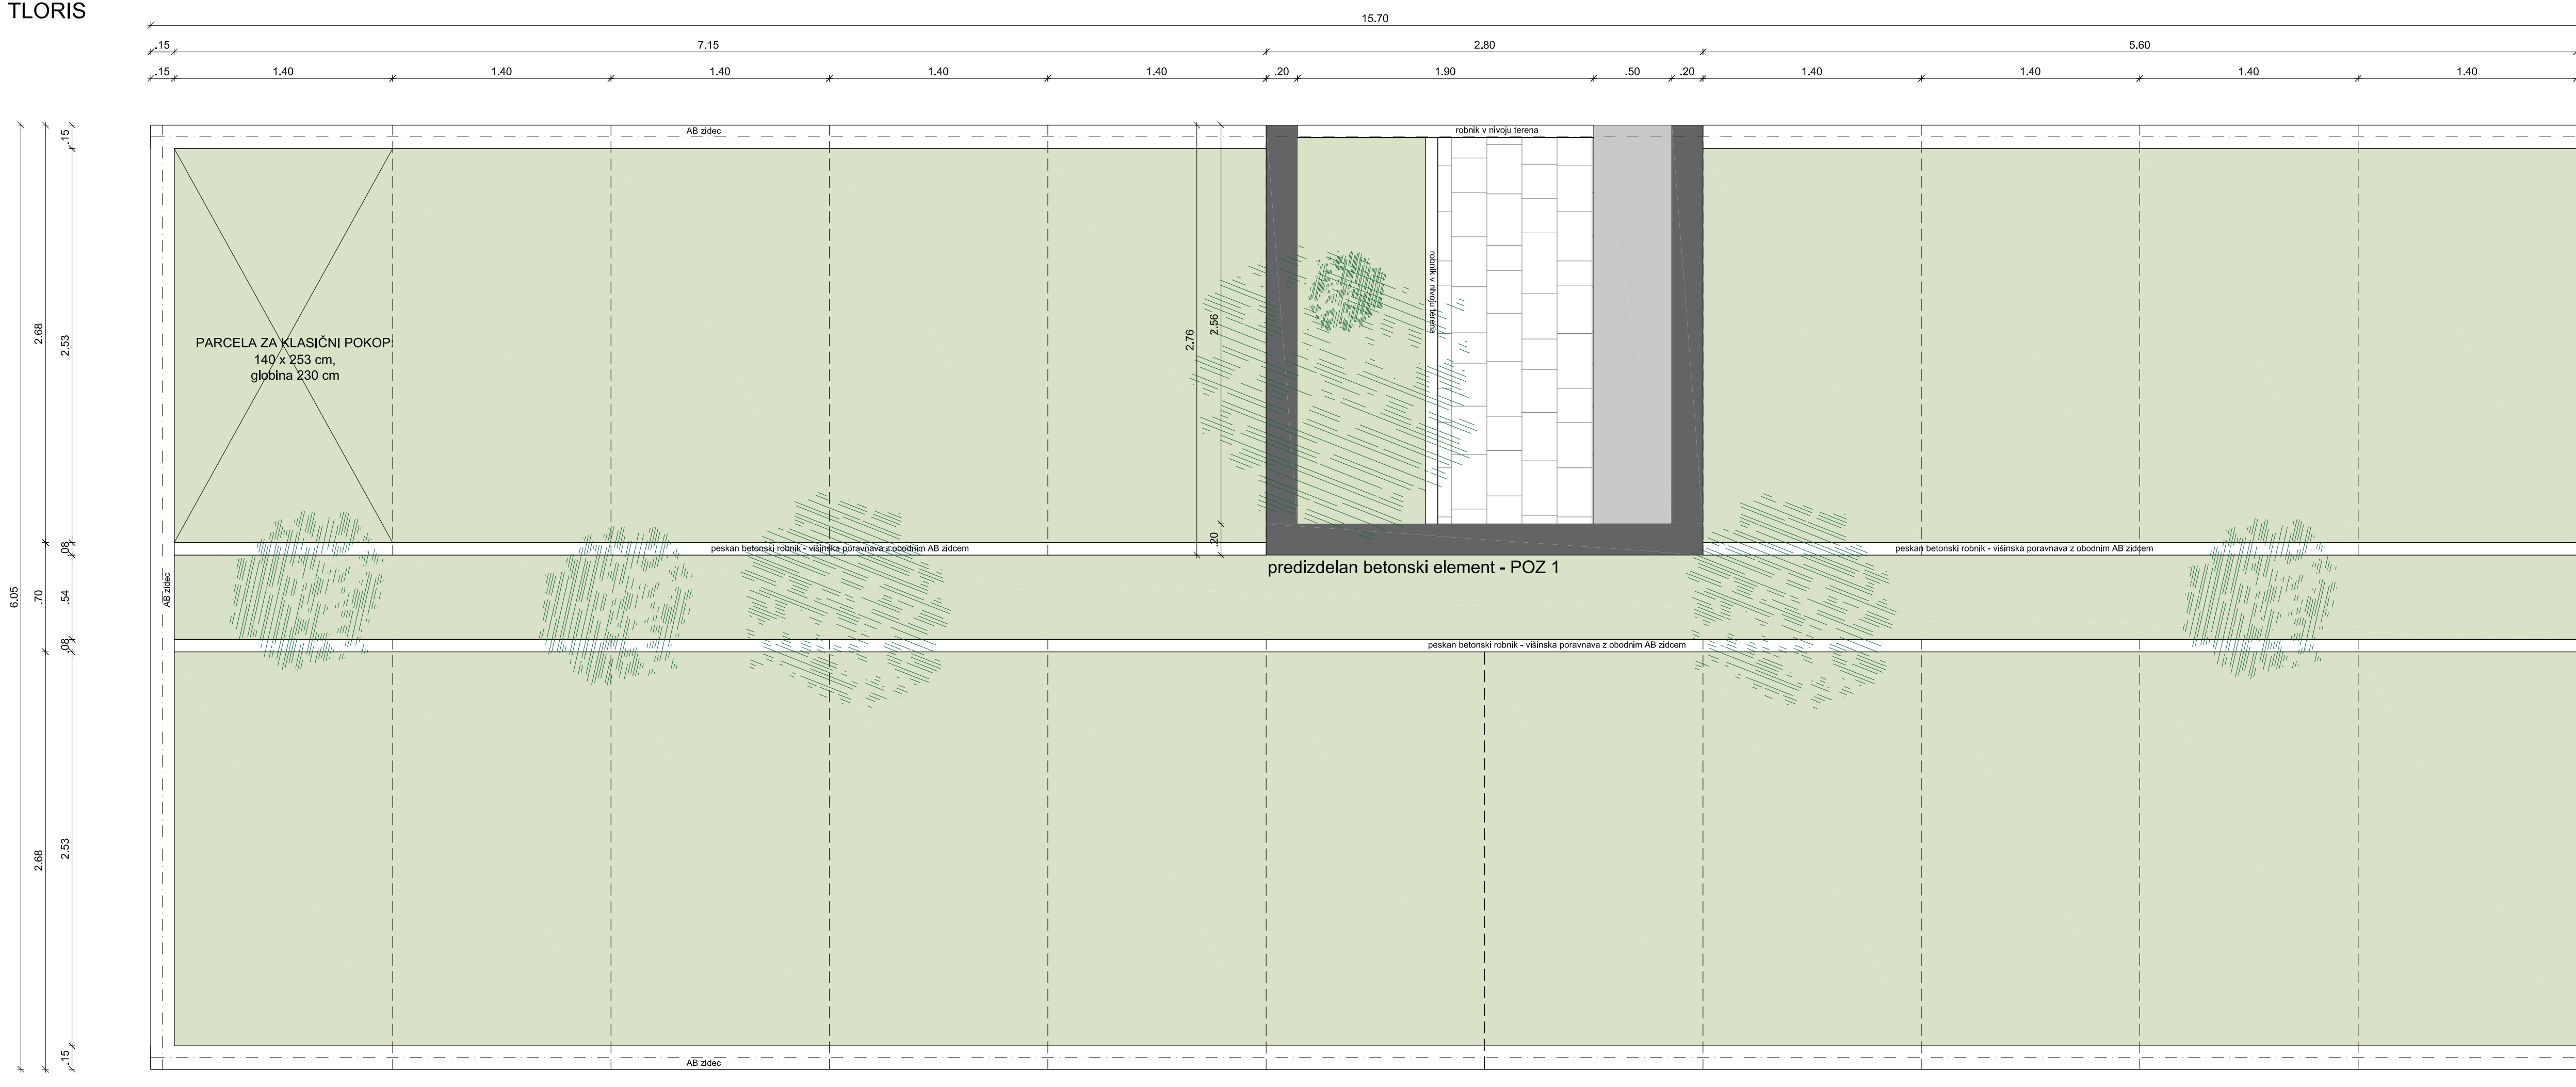 TLORIS
15.70
.15
7.15
2.80
5.60
.15
1.40
1.40
1.40
1.40
1.40
.20
1.90
.50
.20
1.40
1.40
1.40
1.40
AB zidec
robnik v nivoju terena
.15
2.68
2.53
PARCELA ZA KLASIČNI POKOP:
140 x 253 cm,
globina 230 cm
2.76
2.56
.20
robnik v nivoju terena
.08
peskan betonski robnik - višinska poravnava z obodnim AB zidcem
peskan betonski robnik - višinska poravnava z obodnim AB zidcem
predizdelan betonski element - POZ 1
6.05
.70
.54
AB zidec
.08
peskan betonski robnik - višinska poravnava z obodnim AB zidcem
2.68
2.53
.15
AB zidec